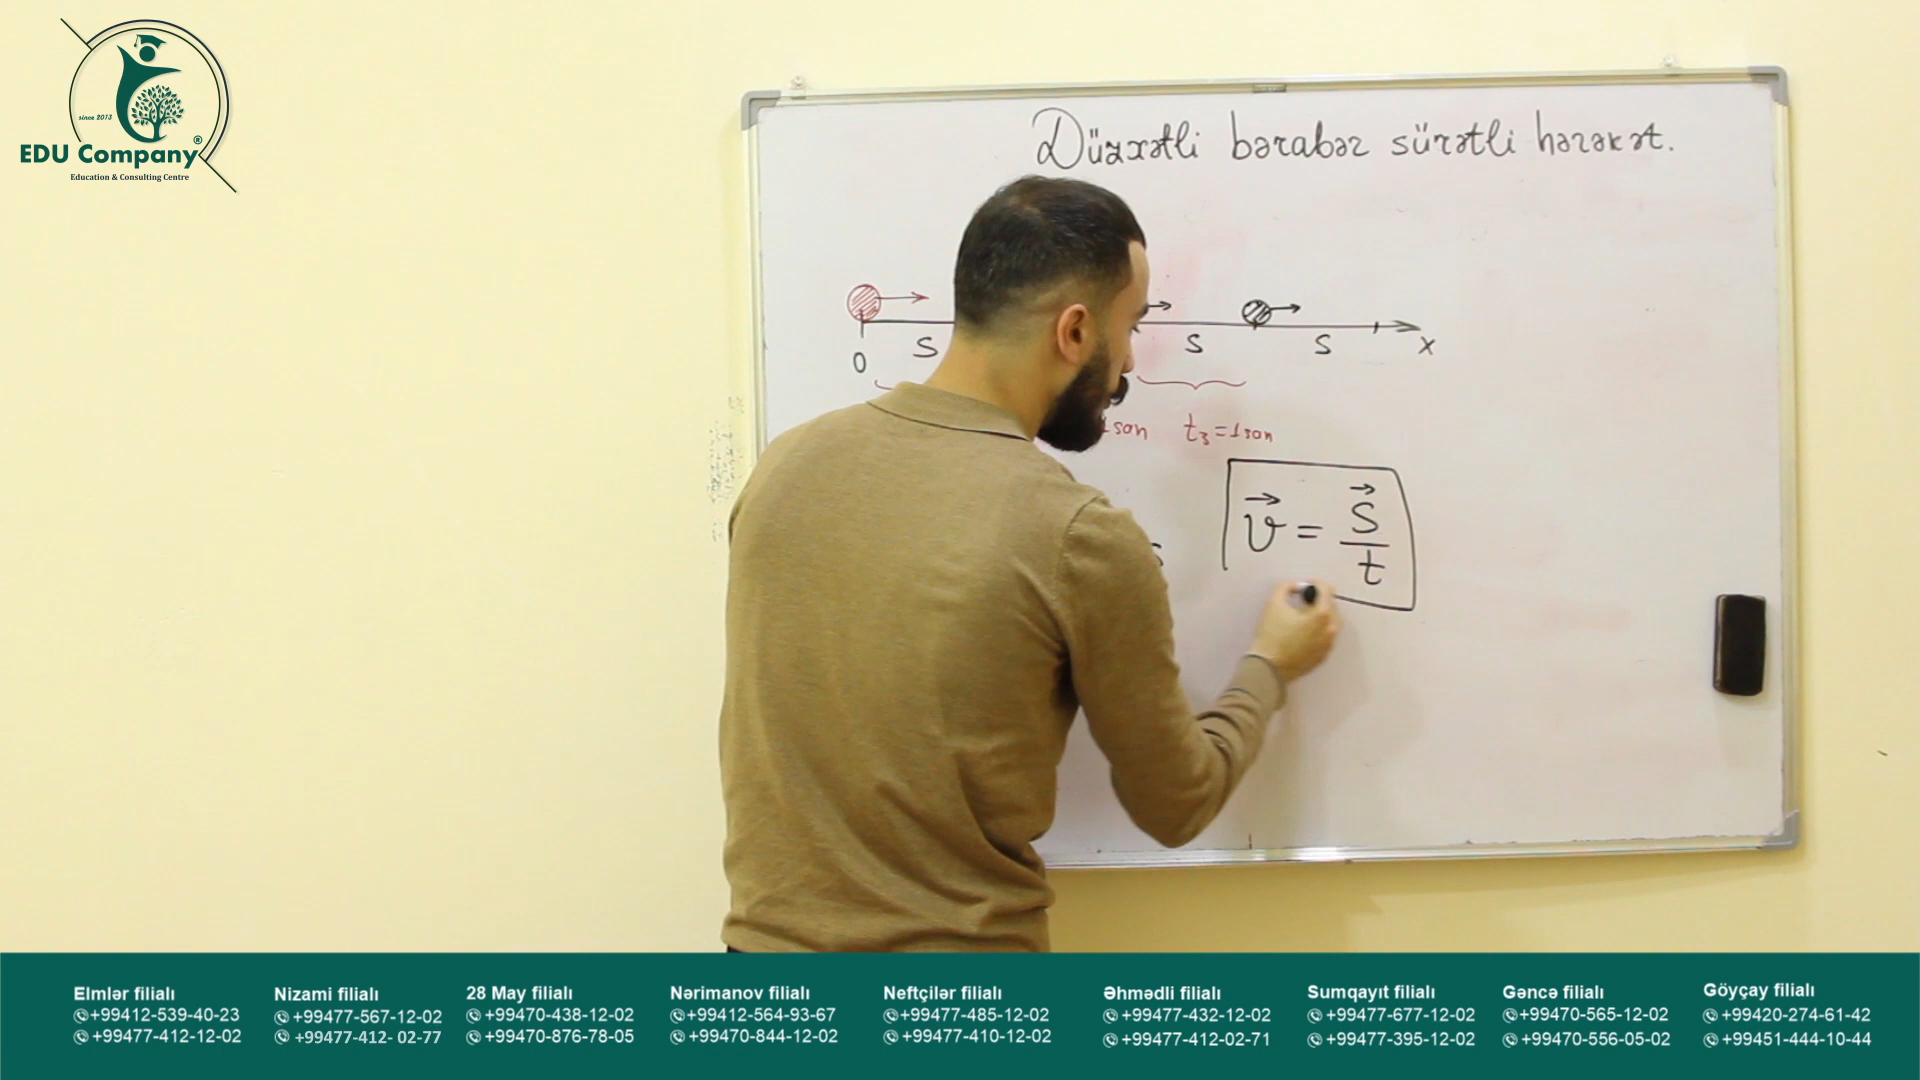 since 2013
EDU Company®
Education & Consulting Centre
Düzxətli bərabər sürətli hərəkət.
0 S S S x
1san t₃=1san
v⃗ = S⃗/t
Elmlər filialı
+99412-539-40-23
+99477-412-12-02
Nizami filialı
+99477-567-12-02
+99477-412- 02-77
28 May filialı
+99470-438-12-02
+99470-876-78-05
Nərimanov filialı
+99412-564-93-67
+99470-844-12-02
Neftçilər filialı
+99477-485-12-02
+99477-410-12-02
Əhmədli filialı
+99477-432-12-02
+99477-412-02-71
Sumqayıt filialı
+99477-677-12-02
+99477-395-12-02
Gəncə filialı
+99470-565-12-02
+99470-556-05-02
Göyçay filialı
+99420-274-61-42
+99451-444-10-44